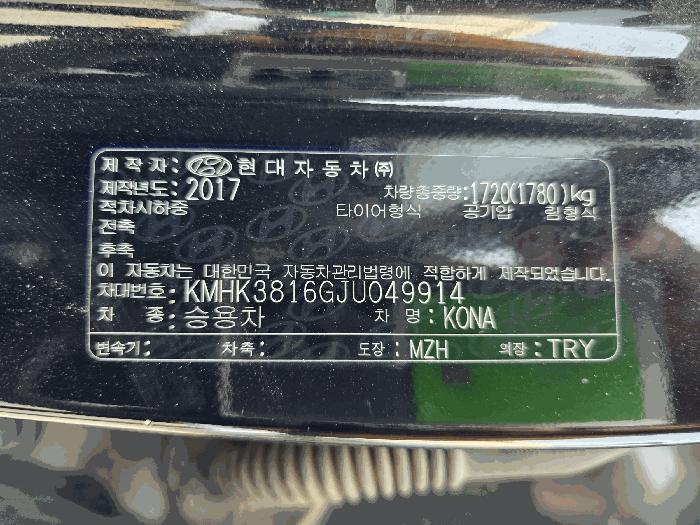 제작자: 현대자동차(주)
제작년도: 2017 차량총중량:1720(1780)kg
적차시하중 타이어형식 공기압 림형식
전축
후축
이 자동차는 대한민국 자동차관리법령에 적합하게 제작되었습니다.
차대번호: KMHK3816GJU049914
차 종: 승용차 차 명: KONA
변속기: 차축: 도장: MZH 의장: TRY